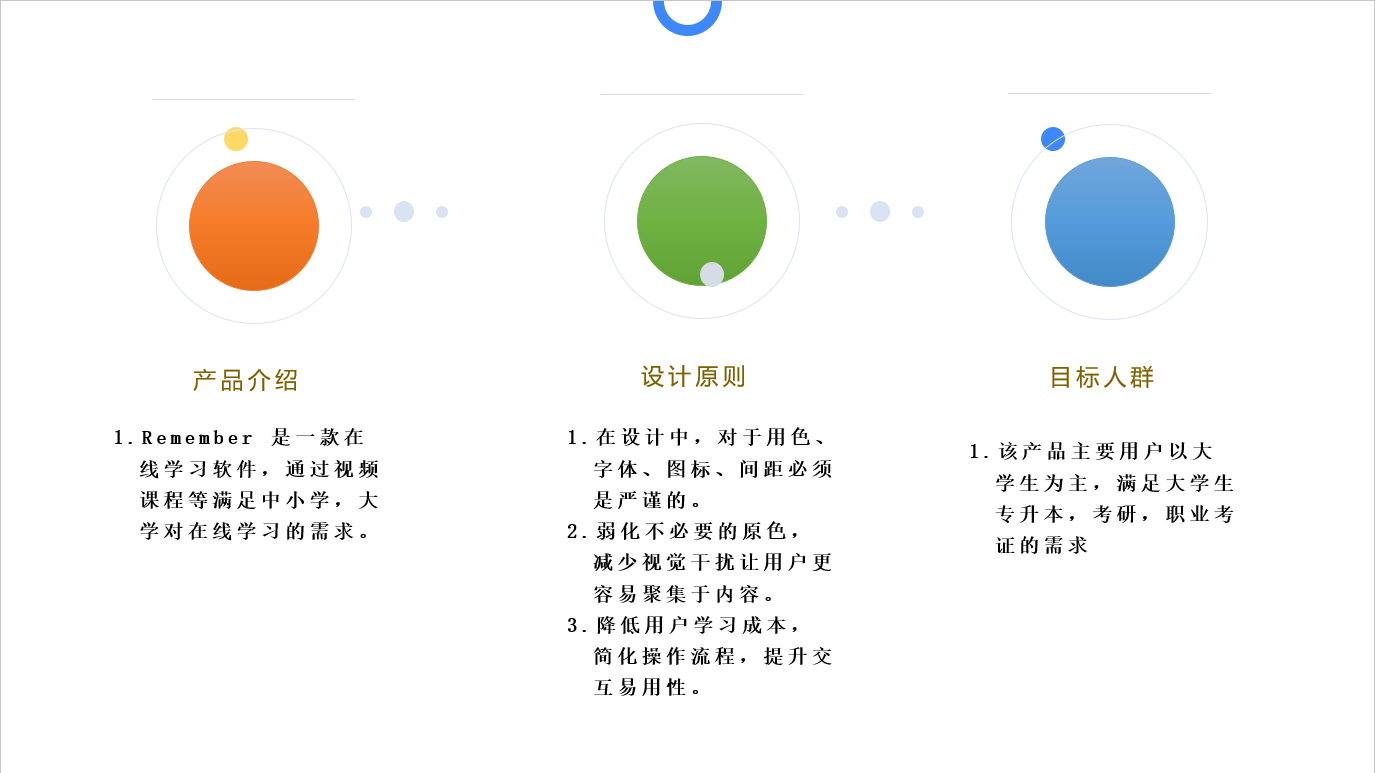 产品介绍
1.Remember 是一款在
线学习软件，通过视频
课程等满足中小学，大
学对在线学习的需求。
设计原则
1.在设计中，对于用色、
字体、图标、间距必须
是严谨的。
2.弱化不必要的原色，
减少视觉干扰让用户更
容易聚集于内容。
3.降低用户学习成本，
简化操作流程，提升交
互易用性。
目标人群
1.该产品主要用户以大
学生为主，满足大学生
专升本，考研，职业考
证的需求